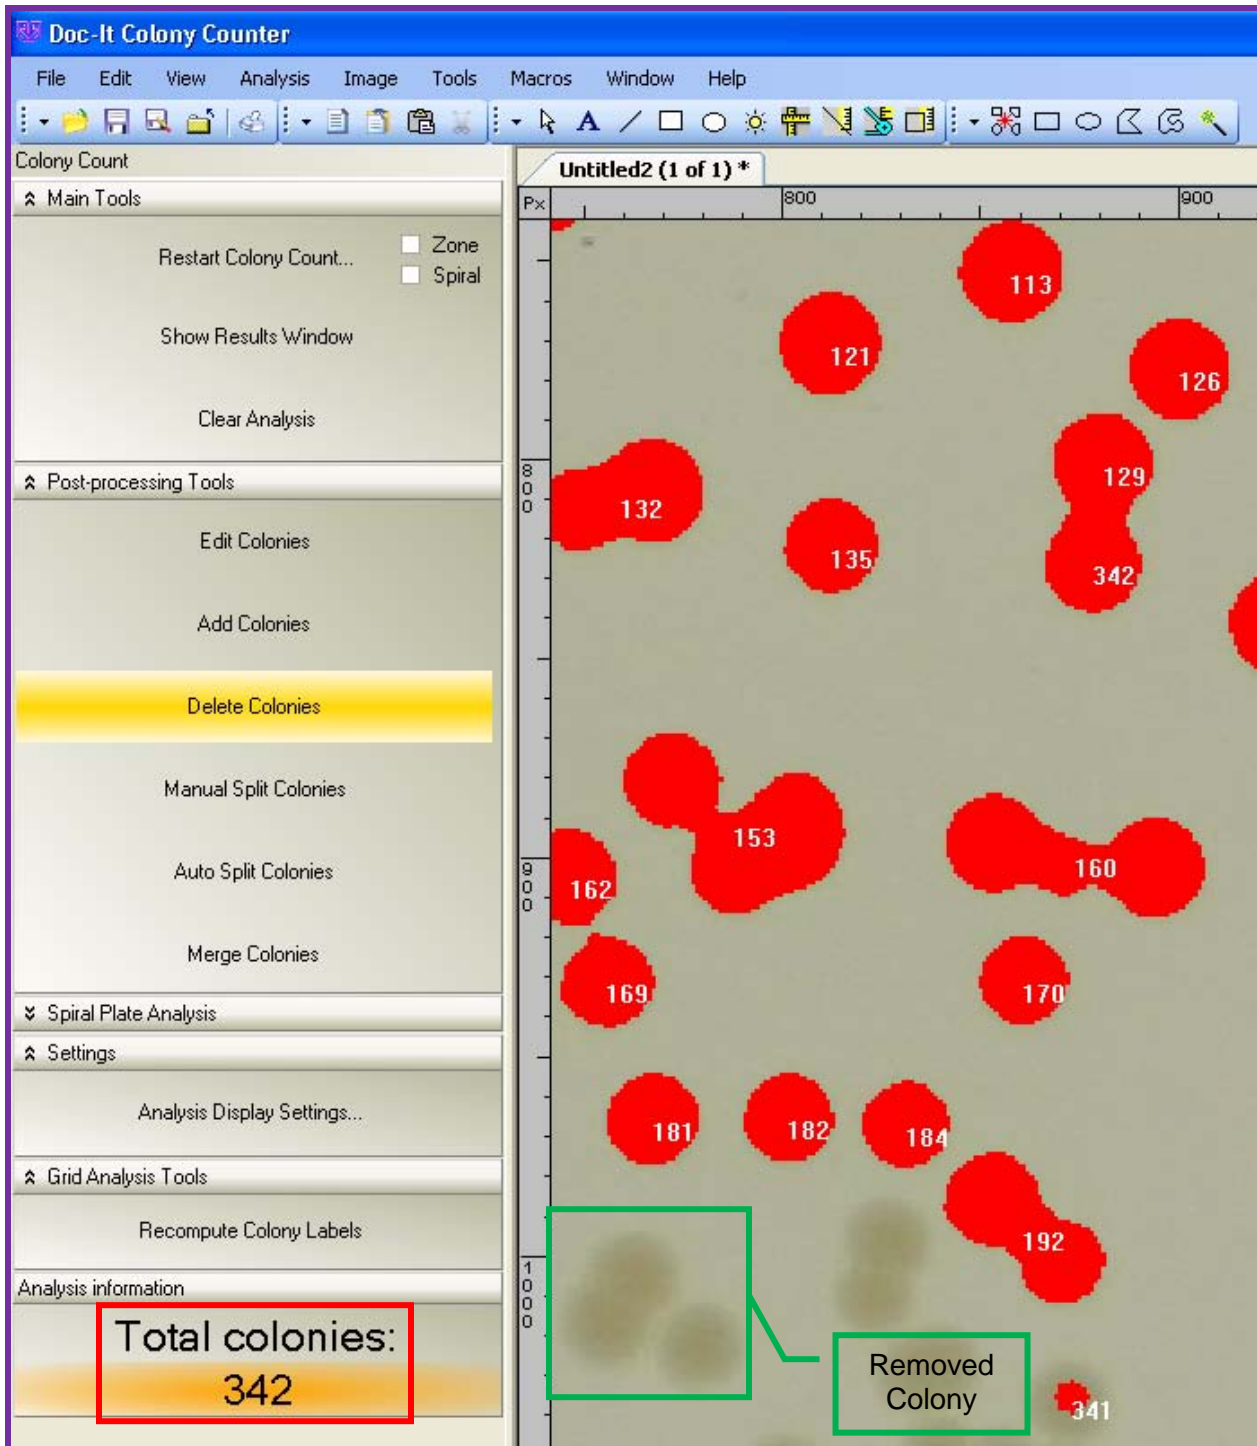 Doc-It Colony Counter
File Edit View Analysis Image Tools Macros Window Help
Colony Count
Main Tools
Restart Colony Count...
Zone
Spiral
Show Results Window
Clear Analysis
Post-processing Tools
Edit Colonies
Add Colonies
Delete Colonies
Manual Split Colonies
Auto Split Colonies
Merge Colonies
Spiral Plate Analysis
Settings
Analysis Display Settings...
Grid Analysis Tools
Recompute Colony Labels
Analysis information
Total colonies:
342
Untitled2 (1 of 1) *
Px 800 900
113
121
126
800
129
132
135
342
153
900
160
162
169
170
181
182
184
192
1000
Removed
Colony
341